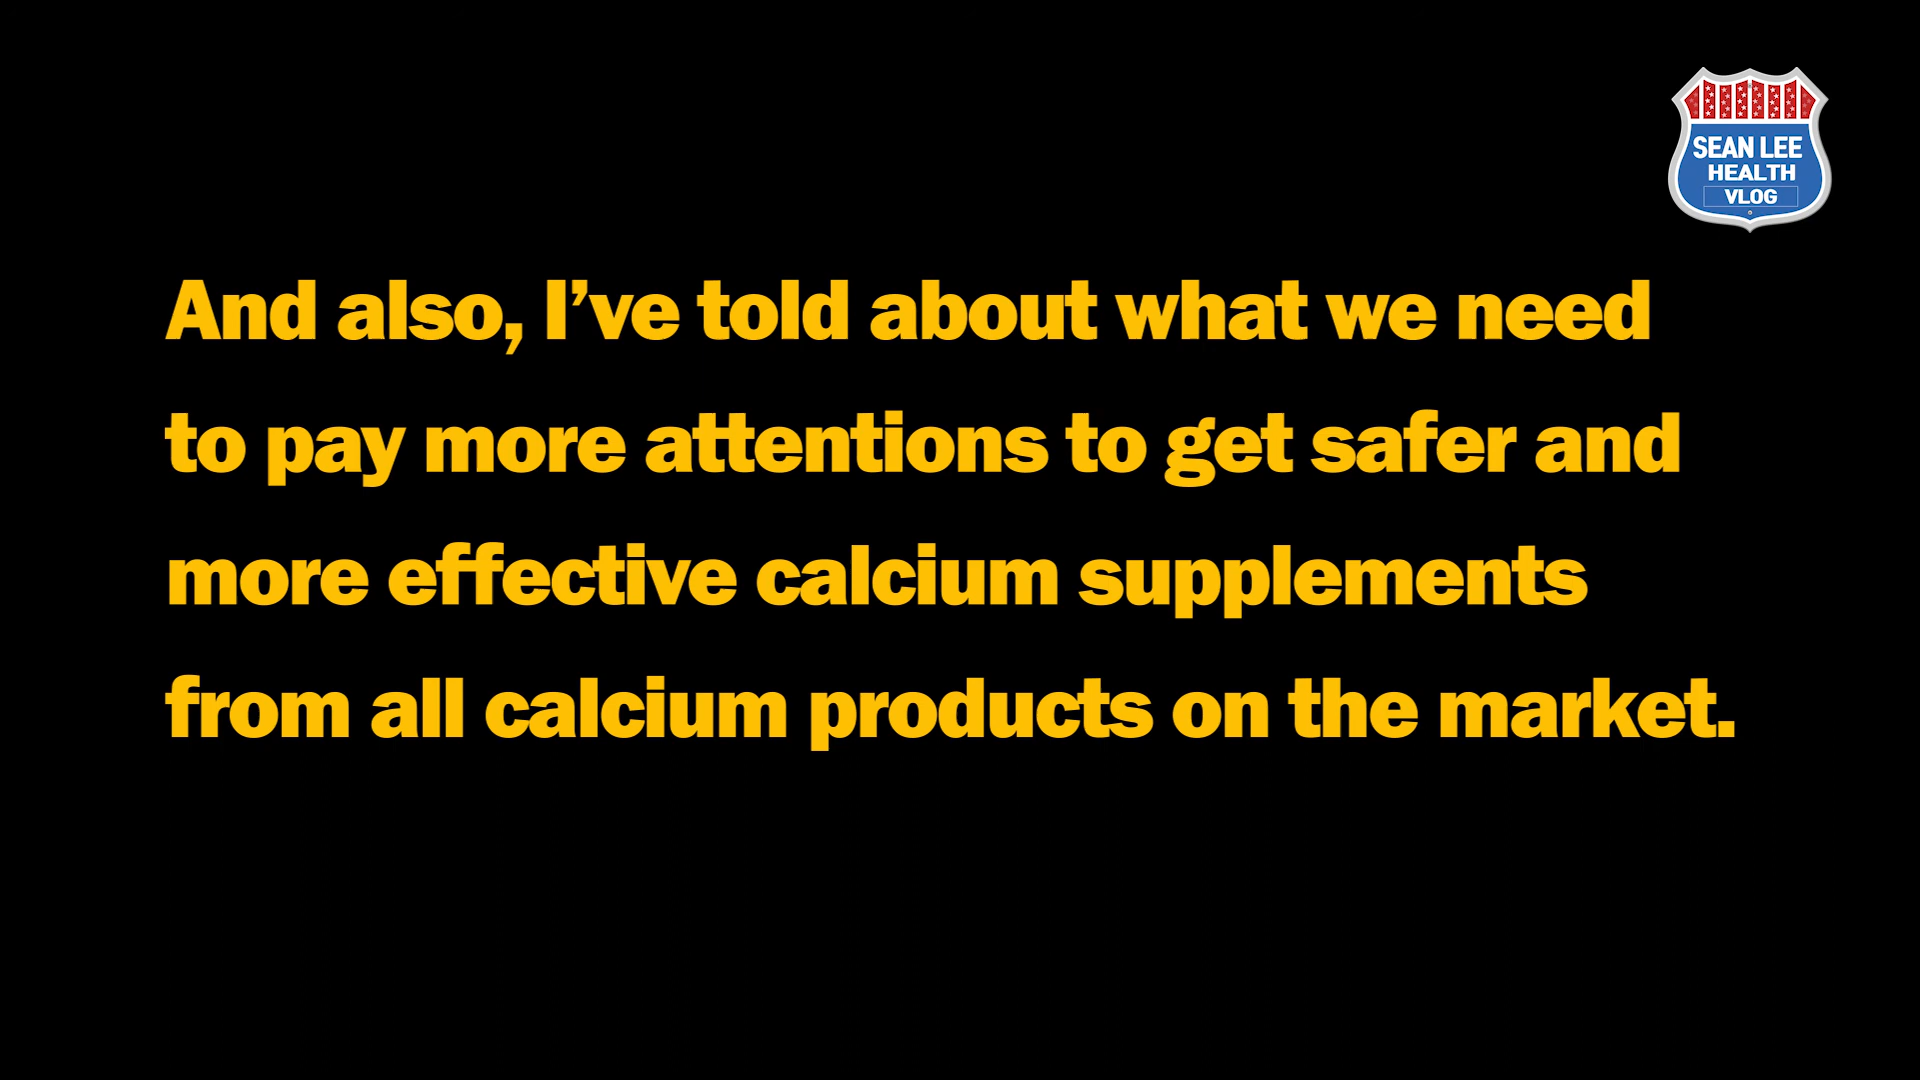 SEAN LEE
HEALTH
VLOG
And also, I’ve told about what we need
to pay more attentions to get safer and
more effective calcium supplements
from all calcium products on the market.